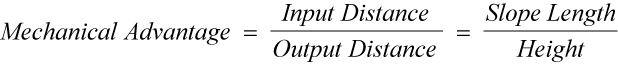 Mechanical Advantage = Input Distance / Output Distance = Slope Length / Height